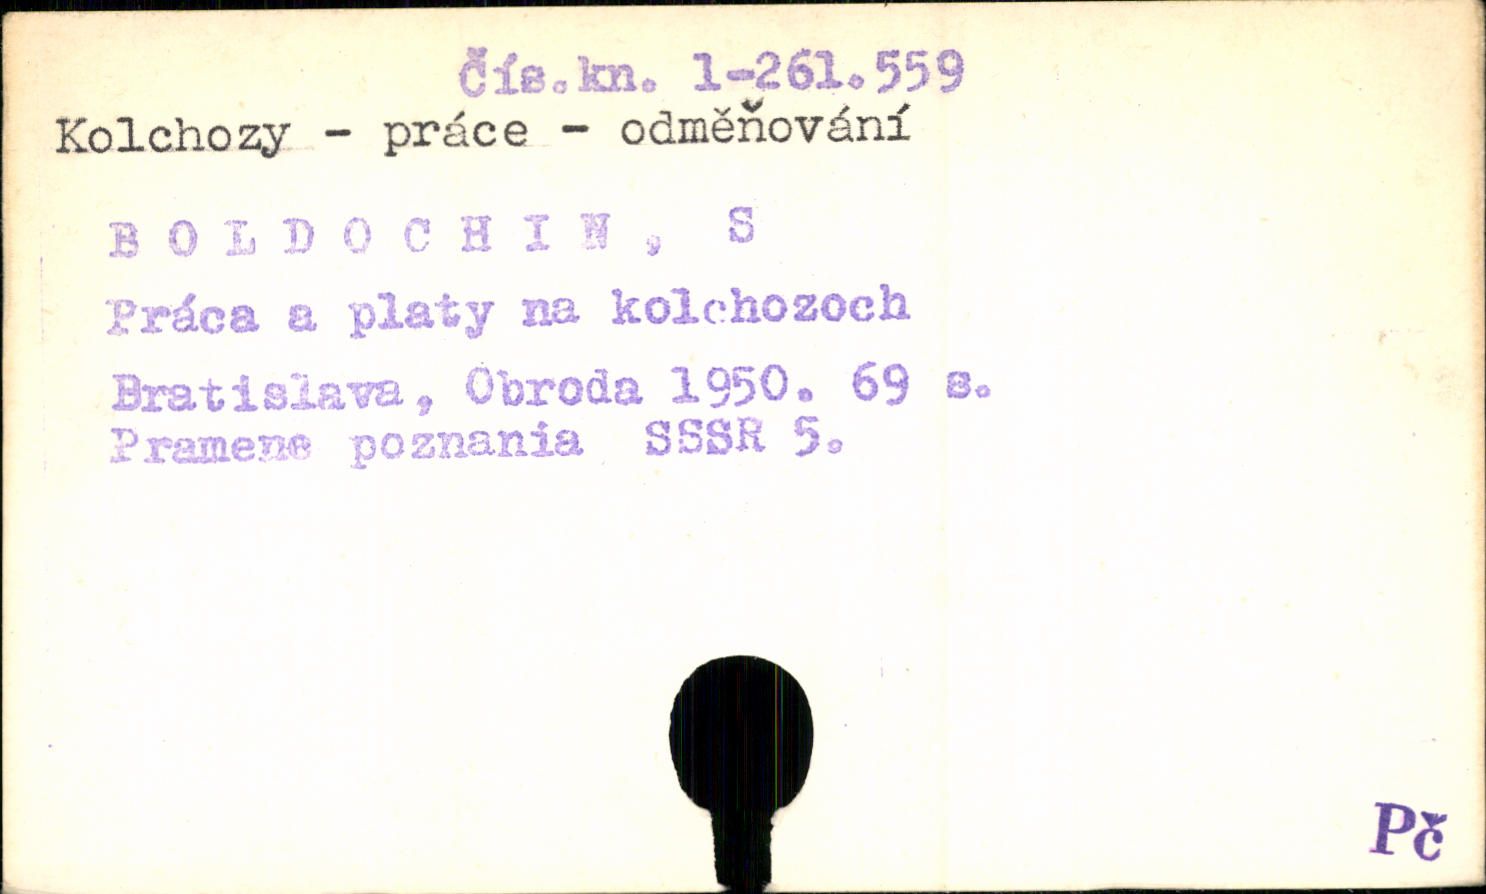 Čís.kn. 1-261.559
Kolchozy - práce - odměňování
B O L D O C H I N , S
Práca a platy na kolchozoch
Bratislava, Obroda 1950. 69 s.
Pramene poznania SSSR 5.
Pč